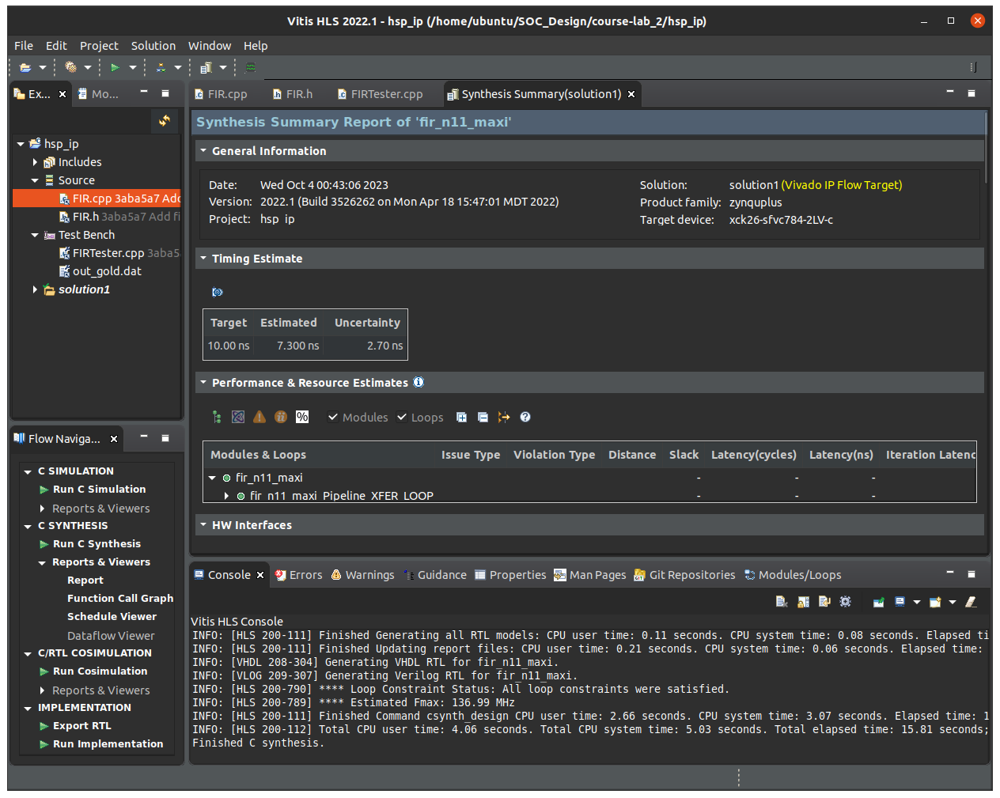 Vitis HLS 2022.1 - hsp_ip (/home/ubuntu/SOC_Design/course-lab_2/hsp_ip)
File Edit Project Solution Window Help
Ex... Mo...
hsp_ip
Includes
Source
FIR.cpp 3aba5a7 Add
FIR.h 3aba5a7 Add fi
Test Bench
FIRTester.cpp 3aba5
out_gold.dat
solution1
Flow Naviga...
C SIMULATION
Run C Simulation
Reports & Viewers
C SYNTHESIS
Run C Synthesis
Reports & Viewers
Report
Function Call Graph
Schedule Viewer
Dataflow Viewer
C/RTL COSIMULATION
Run Cosimulation
Reports & Viewers
IMPLEMENTATION
Export RTL
Run Implementation
FIR.cpp FIR.h FIRTester.cpp Synthesis Summary(solution1)
Synthesis Summary Report of 'fir_n11_maxi'
General Information
Date: Wed Oct 4 00:43:06 2023 Solution: solution1 (Vivado IP Flow Target)
Version: 2022.1 (Build 3526262 on Mon Apr 18 15:47:01 MDT 2022) Product family: zynquplus
Project: hsp_ip Target device: xck26-sfvc784-2LV-c
Timing Estimate
Target Estimated Uncertainty
10.00 ns 7.300 ns 2.70 ns
Performance & Resource Estimates
% Modules Loops
Modules & Loops Issue Type Violation Type Distance Slack Latency(cycles) Latency(ns) Iteration Latenc
fir_n11_maxi - - -
fir_n11_maxi_Pipeline_XFER_LOOP - - -
HW Interfaces
Console Errors Warnings Guidance Properties Man Pages Git Repositories Modules/Loops
Vitis HLS Console
INFO: [HLS 200-111] Finished Generating all RTL models: CPU user time: 0.11 seconds. CPU system time: 0.08 seconds. Elapsed ti
INFO: [HLS 200-111] Finished Updating report files: CPU user time: 0.21 seconds. CPU system time: 0.06 seconds. Elapsed time:
INFO: [VHDL 208-304] Generating VHDL RTL for fir_n11_maxi.
INFO: [VLOG 209-307] Generating Verilog RTL for fir_n11_maxi.
INFO: [HLS 200-790] **** Loop Constraint Status: All loop constraints were satisfied.
INFO: [HLS 200-789] **** Estimated Fmax: 136.99 MHz
INFO: [HLS 200-111] Finished Command csynth_design CPU user time: 2.66 seconds. CPU system time: 3.07 seconds. Elapsed time: 1
INFO: [HLS 200-112] Total CPU user time: 4.06 seconds. Total CPU system time: 5.03 seconds. Total elapsed time: 15.81 seconds;
Finished C synthesis.